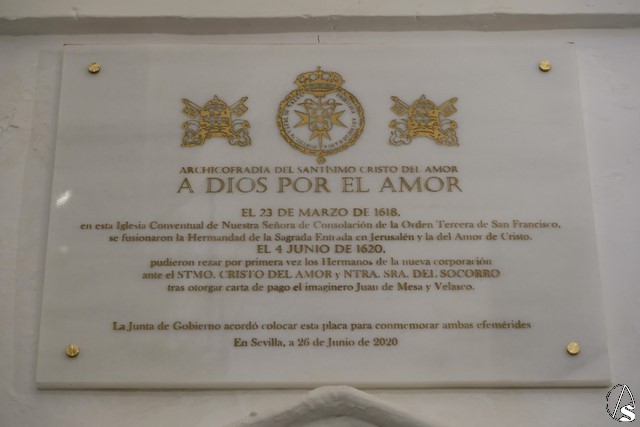 ARCHICOFRADÍA DEL SANTÍSIMO CRISTO DEL AMOR
A DIOS POR EL AMOR
EL 23 DE MARZO DE 1618,
en esta Iglesia Conventual de Nuestra Señora de Consolación de la Orden Tercera de San Francisco,
se fusionaron la Hermandad de la Sagrada Entrada en Jerusalén y la del Amor de Cristo.
EL 4 JUNIO DE 1620,
pudieron rezar por primera vez los Hermanos de la nueva corporación
ante el STMO. CRISTO DEL AMOR y NTRA. SRA. DEL SOCORRO
tras otorgar carta de pago el imaginero Juan de Mesa y Velasco.
La Junta de Gobierno acordó colocar esta placa para conmemorar ambas efemérides
En Sevilla, a 26 de Junio de 2020